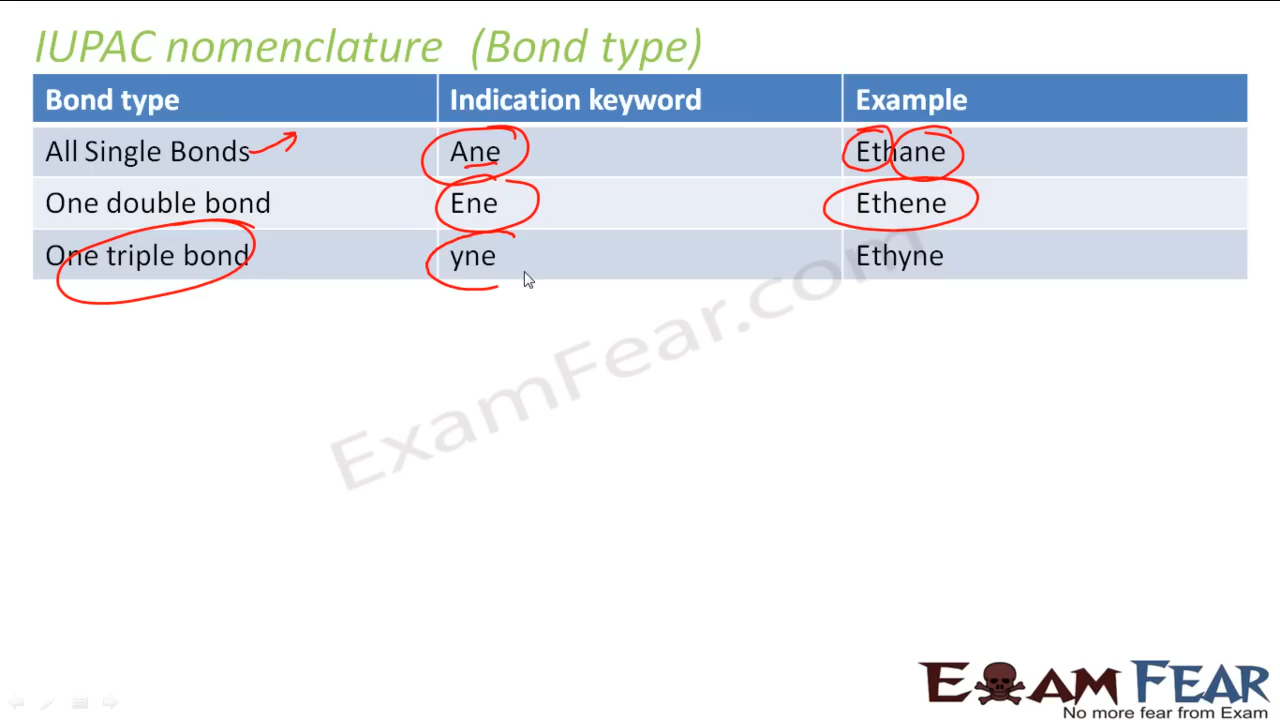 IUPAC nomenclature (Bond type)
Bond type Indication keyword Example
All Single Bonds Ane Ethane
One double bond Ene Ethene
One triple bond yne Ethyne
ExamFear.com
EXAM FEAR
No more fear from Exam